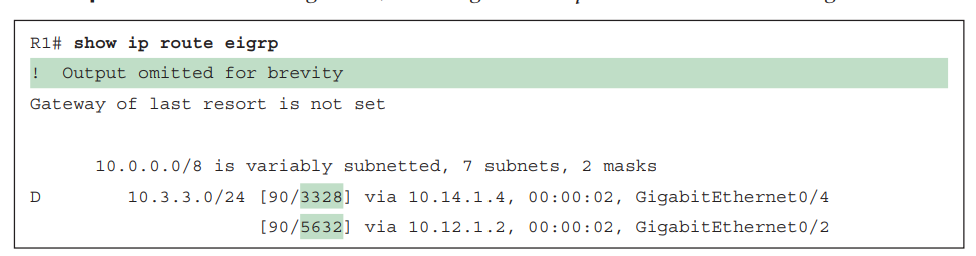 R1# show ip route eigrp
! Output omitted for brevity
Gateway of last resort is not set
10.0.0.0/8 is variably subnetted, 7 subnets, 2 masks
D 10.3.3.0/24 [90/3328] via 10.14.1.4, 00:00:02, GigabitEthernet0/4
[90/5632] via 10.12.1.2, 00:00:02, GigabitEthernet0/2